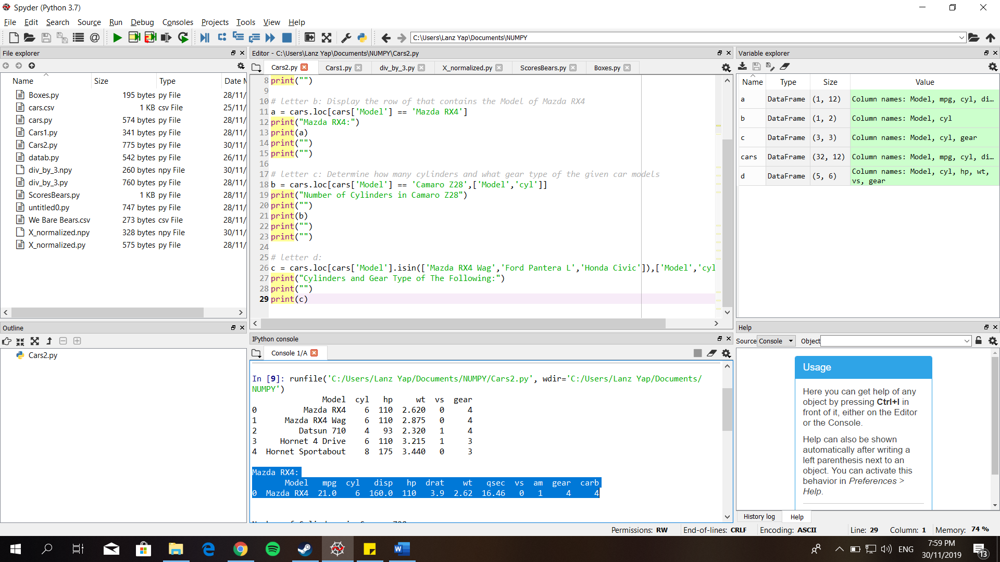 Spyder (Python 3.7)
File Edit Search Source Run Debug Consoles Projects Tools View Help
C:\Users\Lanz Yap\Documents\NUMPY
File explorer
Name Size Type Date M
Boxes.py 195 bytes py File 28/11/
cars.csv 1 KB csv File 25/11/
cars.py 574 bytes py File 28/11/
Cars1.py 341 bytes py File 28/11/
Cars2.py 775 bytes py File 30/11/
datab.py 542 bytes py File 26/11/
div_by_3.npy 260 bytes npy File 30/11/
div_by_3.py 760 bytes py File 28/11/
ScoresBears.py 1 KB py File 28/11/
untitled0.py 747 bytes py File 28/11/
We Bare Bears.csv 273 bytes csv File 28/11/
X_normalized.npy 328 bytes npy File 30/11/
X_normalized.py 575 bytes py File 28/11/
Outline
Cars2.py
Editor - C:\Users\Lanz Yap\Documents\NUMPY\Cars2.py
Cars2.py Cars1.py div_by_3.py X_normalized.py ScoresBears.py Boxes.py
8 print("")
9
10 # letter b: Display the row of that contains the Model of Mazda RX4
11 a = cars.loc[cars['Model'] == 'Mazda RX4']
12 print("Mazda RX4:")
13 print(a)
14 print("")
15 print("")
16
17 # letter c: Determine how many cylinders and what gear type of the given car models
18 b = cars.loc[cars['Model'] == 'Camaro Z28',['Model','cyl']]
19 print("Number of Cylinders in Camaro Z28")
20 print("")
21 print(b)
22 print("")
23 print("")
24
25 # letter d:
26 c = cars.loc[cars['Model'].isin(['Mazda RX4 Wag','Ford Pantera L','Honda Civic']),['Model','cyl
27 print("Cylinders and Gear Type of The Following:")
28 print("")
29 print(c)
IPython console
Console 1/A
In [9]: runfile('C:/Users/Lanz Yap/Documents/NUMPY/Cars2.py', wdir='C:/Users/Lanz Yap/Documents/
NUMPY')
Model cyl hp wt vs gear
0 Mazda RX4 6 110 2.620 0 4
1 Mazda RX4 Wag 6 110 2.875 0 4
2 Datsun 710 4 93 2.320 1 4
3 Hornet 4 Drive 6 110 3.215 1 3
4 Hornet Sportabout 8 175 3.440 0 3
Mazda RX4:
Model mpg cyl disp hp drat wt qsec vs am gear carb
0 Mazda RX4 21.0 6 160.0 110 3.9 2.62 16.46 0 1 4 4
Variable explorer
Name Type Size Value
a DataFrame (1, 12) Column names: Model, mpg, cyl, di...
b DataFrame (1, 2) Column names: Model, cyl
c DataFrame (3, 3) Column names: Model, cyl, gear
cars DataFrame (32, 12) Column names: Model, mpg, cyl, di...
d DataFrame (5, 6) Column names: Model, cyl, hp, wt,
vs, gear
Help
Source Console Object
Usage
Here you can get help of any
object by pressing Ctrl+I in
front of it, either on the Editor
or the Console.
Help can also be shown
automatically after writing a
left parenthesis next to an
object. You can activate this
behavior in Preferences >
Help.
History log Help
Permissions: RW End-of-lines: CRLF Encoding: ASCII Line: 29 Column: 1 Memory: 74 %
ENG
7:59 PM
30/11/2019
13